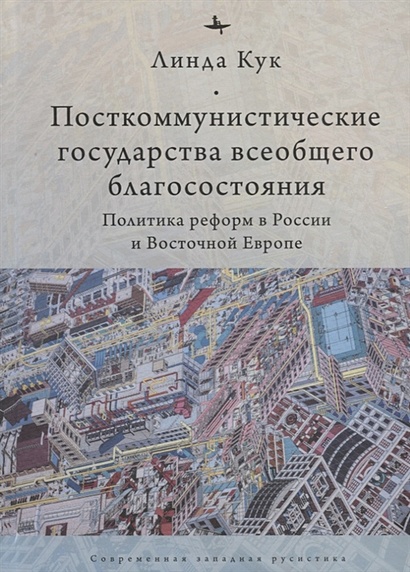 Линда Кук
Посткоммунистические
государства всеобщего
благосостояния
Политика реформ в России
и Восточной Европе
Современная западная русистика